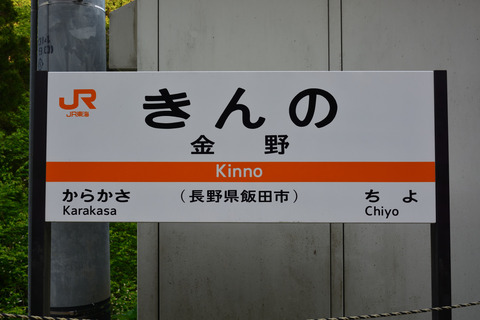 JR
JR東海
きんの
金野
Kinno
からかさ
Karakasa
（長野県飯田市）
ちよ
Chiyo